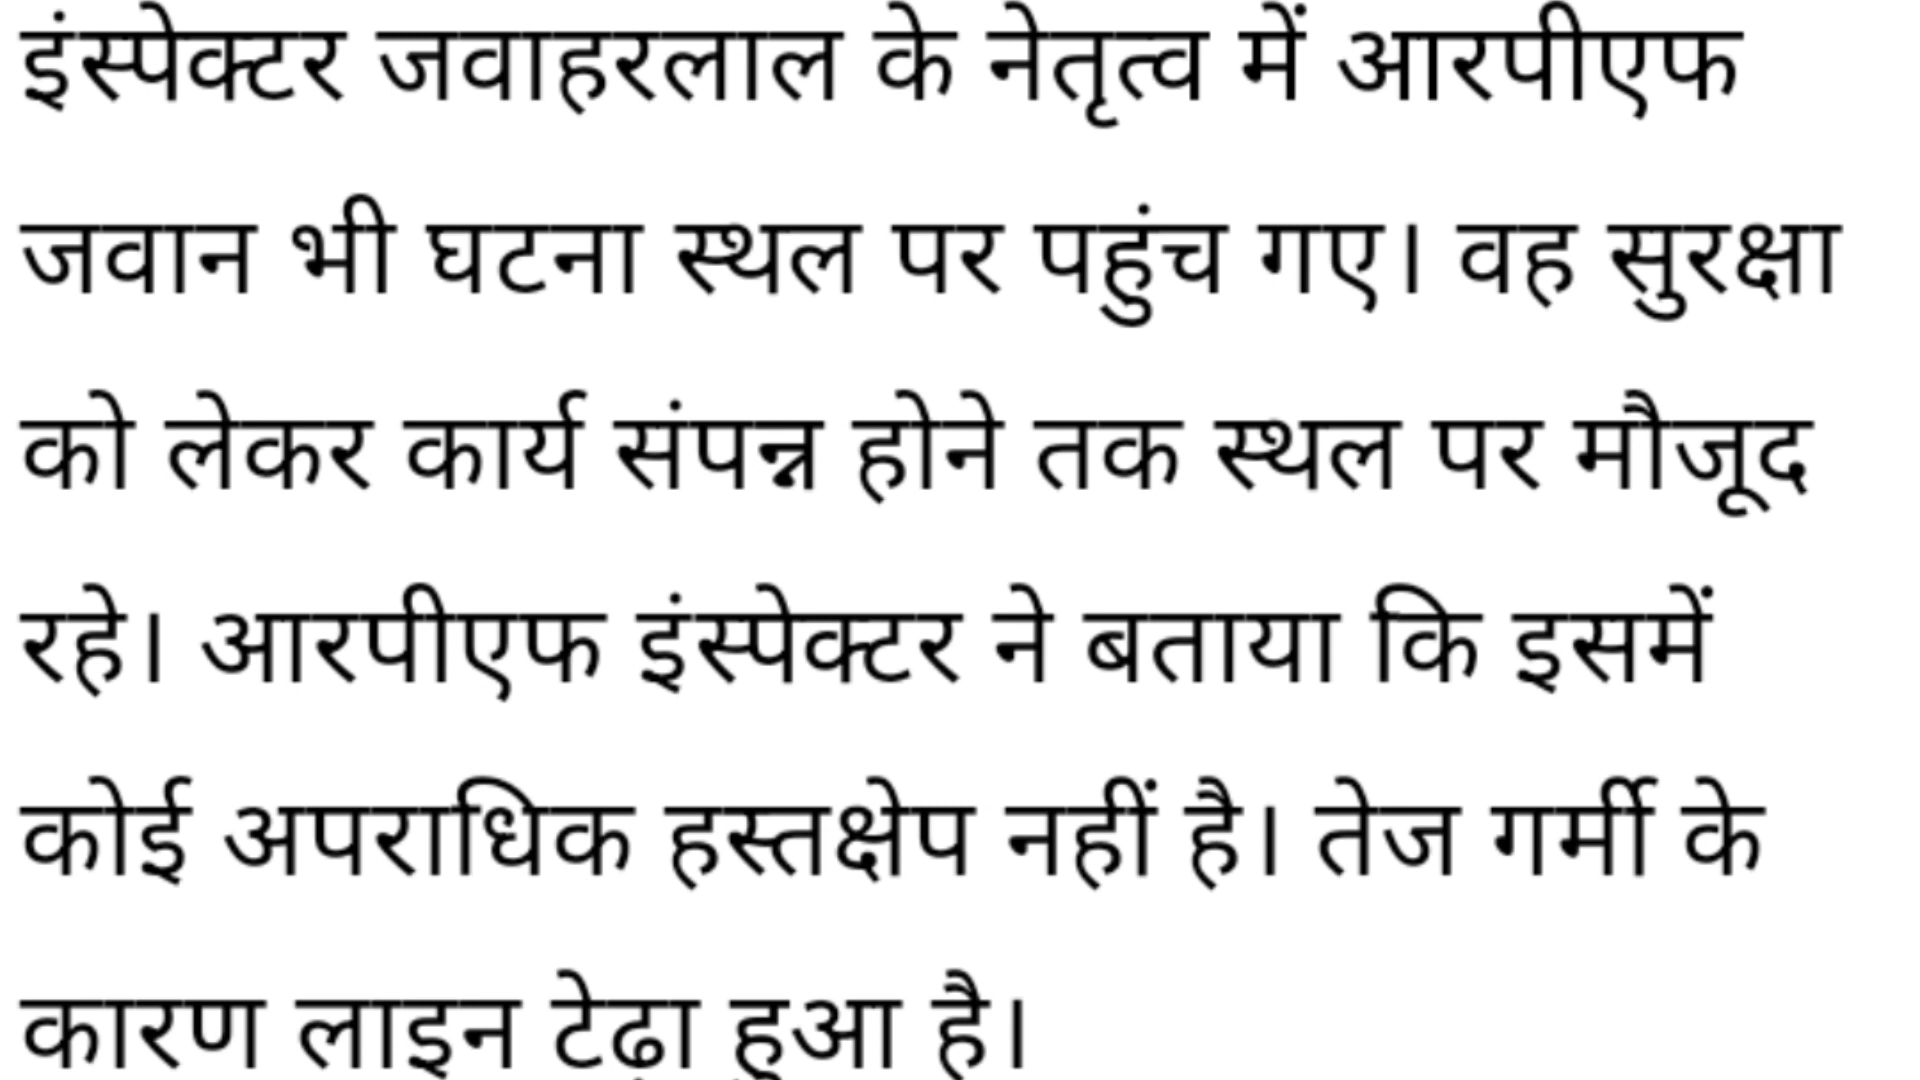 इंस्पेक्टर जवाहरलाल के नेतृत्व में आरपीएफ
जवान भी घटना स्थल पर पहुंच गए। वह सुरक्षा
को लेकर कार्य संपन्न होने तक स्थल पर मौजूद
रहे। आरपीएफ इंस्पेक्टर ने बताया कि इसमें
कोई अपराधिक हस्तक्षेप नहीं है। तेज गर्मी के
कारण लाइन टेढ़ा हुआ है।